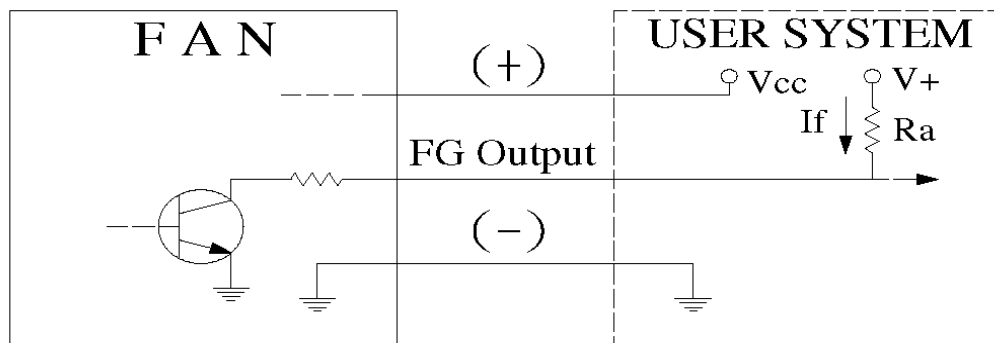 F A N
USER SYSTEM
(+)
Vcc
V+
If
Ra
FG Output
(−)